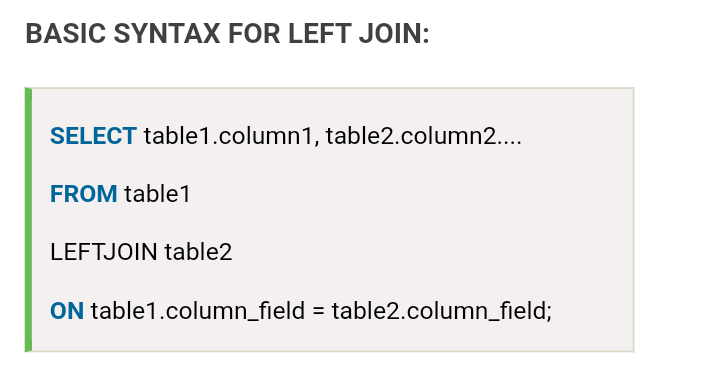 BASIC SYNTAX FOR LEFT JOIN:
SELECT table1.column1, table2.column2....
FROM table1
LEFTJOIN table2
ON table1.column_field = table2.column_field;